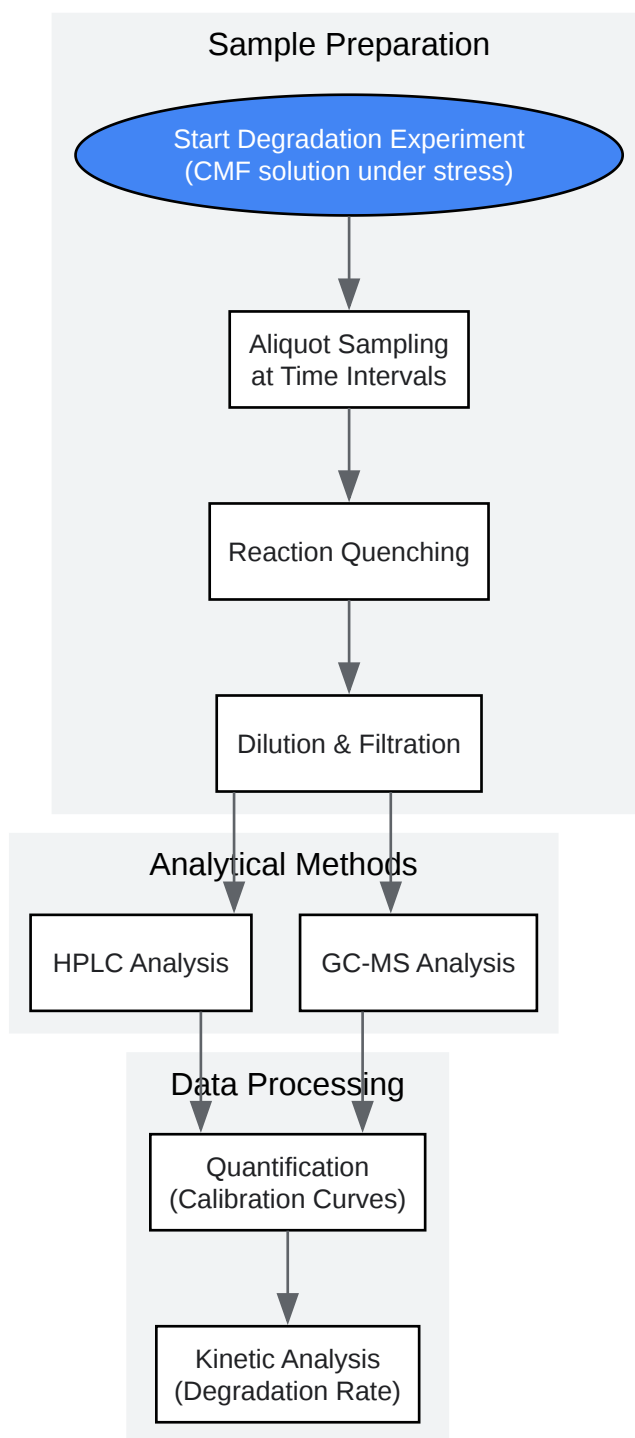 Sample Preparation
Start Degradation Experiment
(CMF solution under stress)
Aliquot Sampling
at Time Intervals
Reaction Quenching
Dilution & Filtration
Analytical Methods
HPLC Analysis
GC-MS Analysis
Data Processing
Quantification
(Calibration Curves)
Kinetic Analysis
(Degradation Rate)